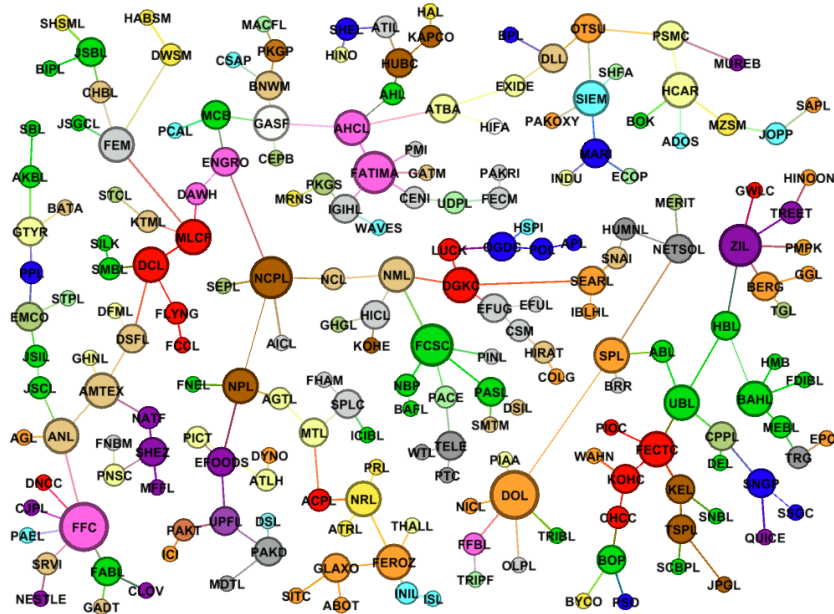 HABSM
SHSML
MACFL
HAL
SHEL
ATIL
BPL
OTSU
PSMC
JSBL
DWSM
PKGP
HINO
KAPCO
HUBC
CSAP
DLL
MUREB
BIPL
CHBL
BNWM
SHFA
EXIDE
SIEM
HCAR
SAPL
AHL
SBL
JSGCL
MCB
GASF
ATBA
PCAL
AHCL
HIFA
PAKOXY
BOK
MZSM
JOPP
FEM
ENGRO
CEPB
PMI
MARI
ADOS
FATIMA
GATM
PAKRI
INDU
ECOP
AKBL
STCL
DAWH
PKGS
MRNS
CENI
UDPL
FECM
GWLC
HINOON
TREET
MERIT
BATA
KTML
IGIHL
WAVES
GTYR
MLCF
HUMNL
HSPI
SILK
LUCK
OGDC
POL
APL
NETSOL
ZIL
PMPK
PPL
SMBL
DCL
SNAI
STPL
SEPL
NCPL
NCL
NML
DGKC
SEARL
BERG
GGL
EMCO
DFML
FLYNG
HICL
EFUG
EFUL
IBLHL
TGL
GHGL
HBL
DSFL
FCCL
AICL
KOHE
FCSC
CSM
JSIL
GHNL
PINL
HIRAT
SPL
ABL
COLG
HMB
JSCL
AMTEX
FNEL
NPL
FHAM
NBP
BRR
FDIBL
AGTL
SPLC
BAFL
PACE
PASL
UBL
BAHL
NATF
DSIL
SMTM
AGL
ANL
MTL
ICIBL
PIOC
MEBL
EPCL
FNBM
PICT
TELE
CPPL
SHEZ
EFOODS
DYNO
WTL
WAHN
FECTC
TRG
PNSC
PIAA
DEL
ATLH
PRL
PTC
KOHC
DNCC
MFFL
SNGP
CJPL
ACPL
NRL
NICL
DOL
KEL
SSGC
FFC
PAKT
UPFL
DSL
TRIBL
CHCC
SNBL
PAEL
ICI
PAKD
ATRL
THALL
FFBL
TSPL
QUICE
SRVI
FABL
GLAXO
FEROZ
OLPL
BOP
SCBPL
NESTLE
CLOV
MDTL
INIL
TRIPF
JPGL
GADT
SITC
ABOT
ISL
BYCO
PSO